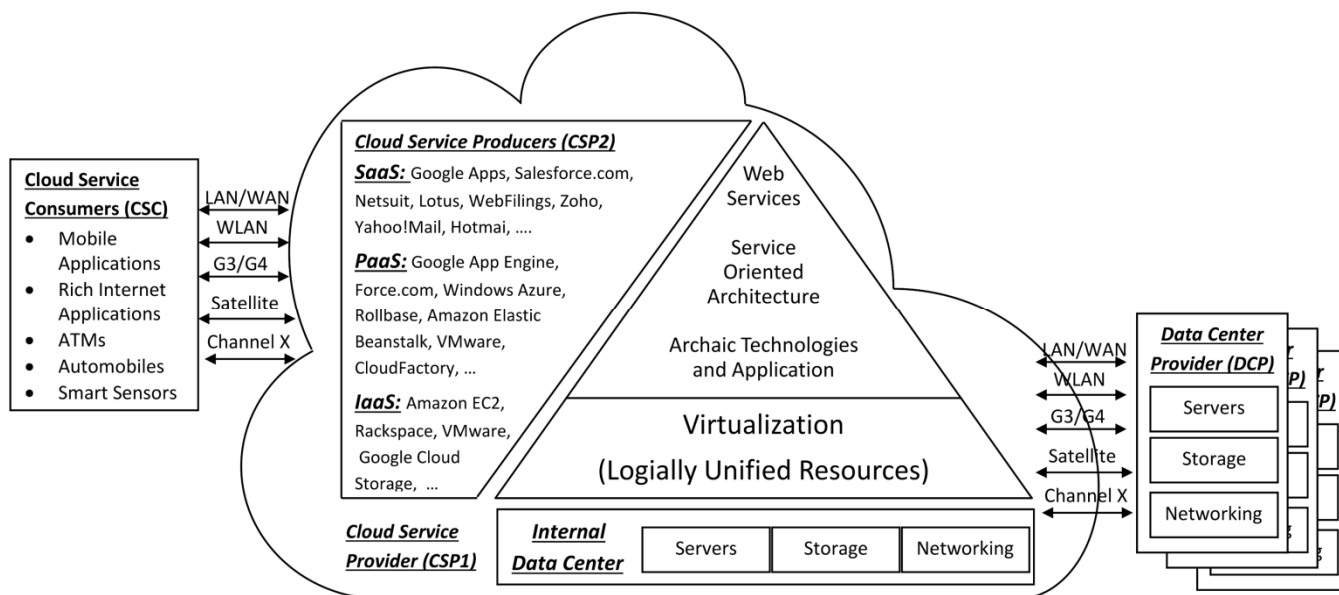 Cloud Service
Consumers (CSC)
• Mobile
Applications
• Rich Internet
Applications
• ATMs
• Automobiles
• Smart Sensors
LAN/WAN
WLAN
G3/G4
Satellite
Channel X
Cloud Service Producers (CSP2)
SaaS: Google Apps, Salesforce.com,
Netsuit, Lotus, WebFilings, Zoho,
Yahoo!Mail, Hotmai, ....
PaaS: Google App Engine,
Force.com, Windows Azure,
Rollbase, Amazon Elastic
Beanstalk, VMware,
CloudFactory, ...
IaaS: Amazon EC2,
Rackspace, VMware,
Google Cloud
Storage, ...
Cloud Service
Provider (CSP1)
Web
Services
Service
Oriented
Architecture
Archaic Technologies
and Application
Virtualization
(Logially Unified Resources)
Internal
Data Center
Servers
Storage
Networking
LAN/WAN
WLAN
G3/G4
Satellite
Channel X
Data Center
Provider (DCP)
Servers
Storage
Networking